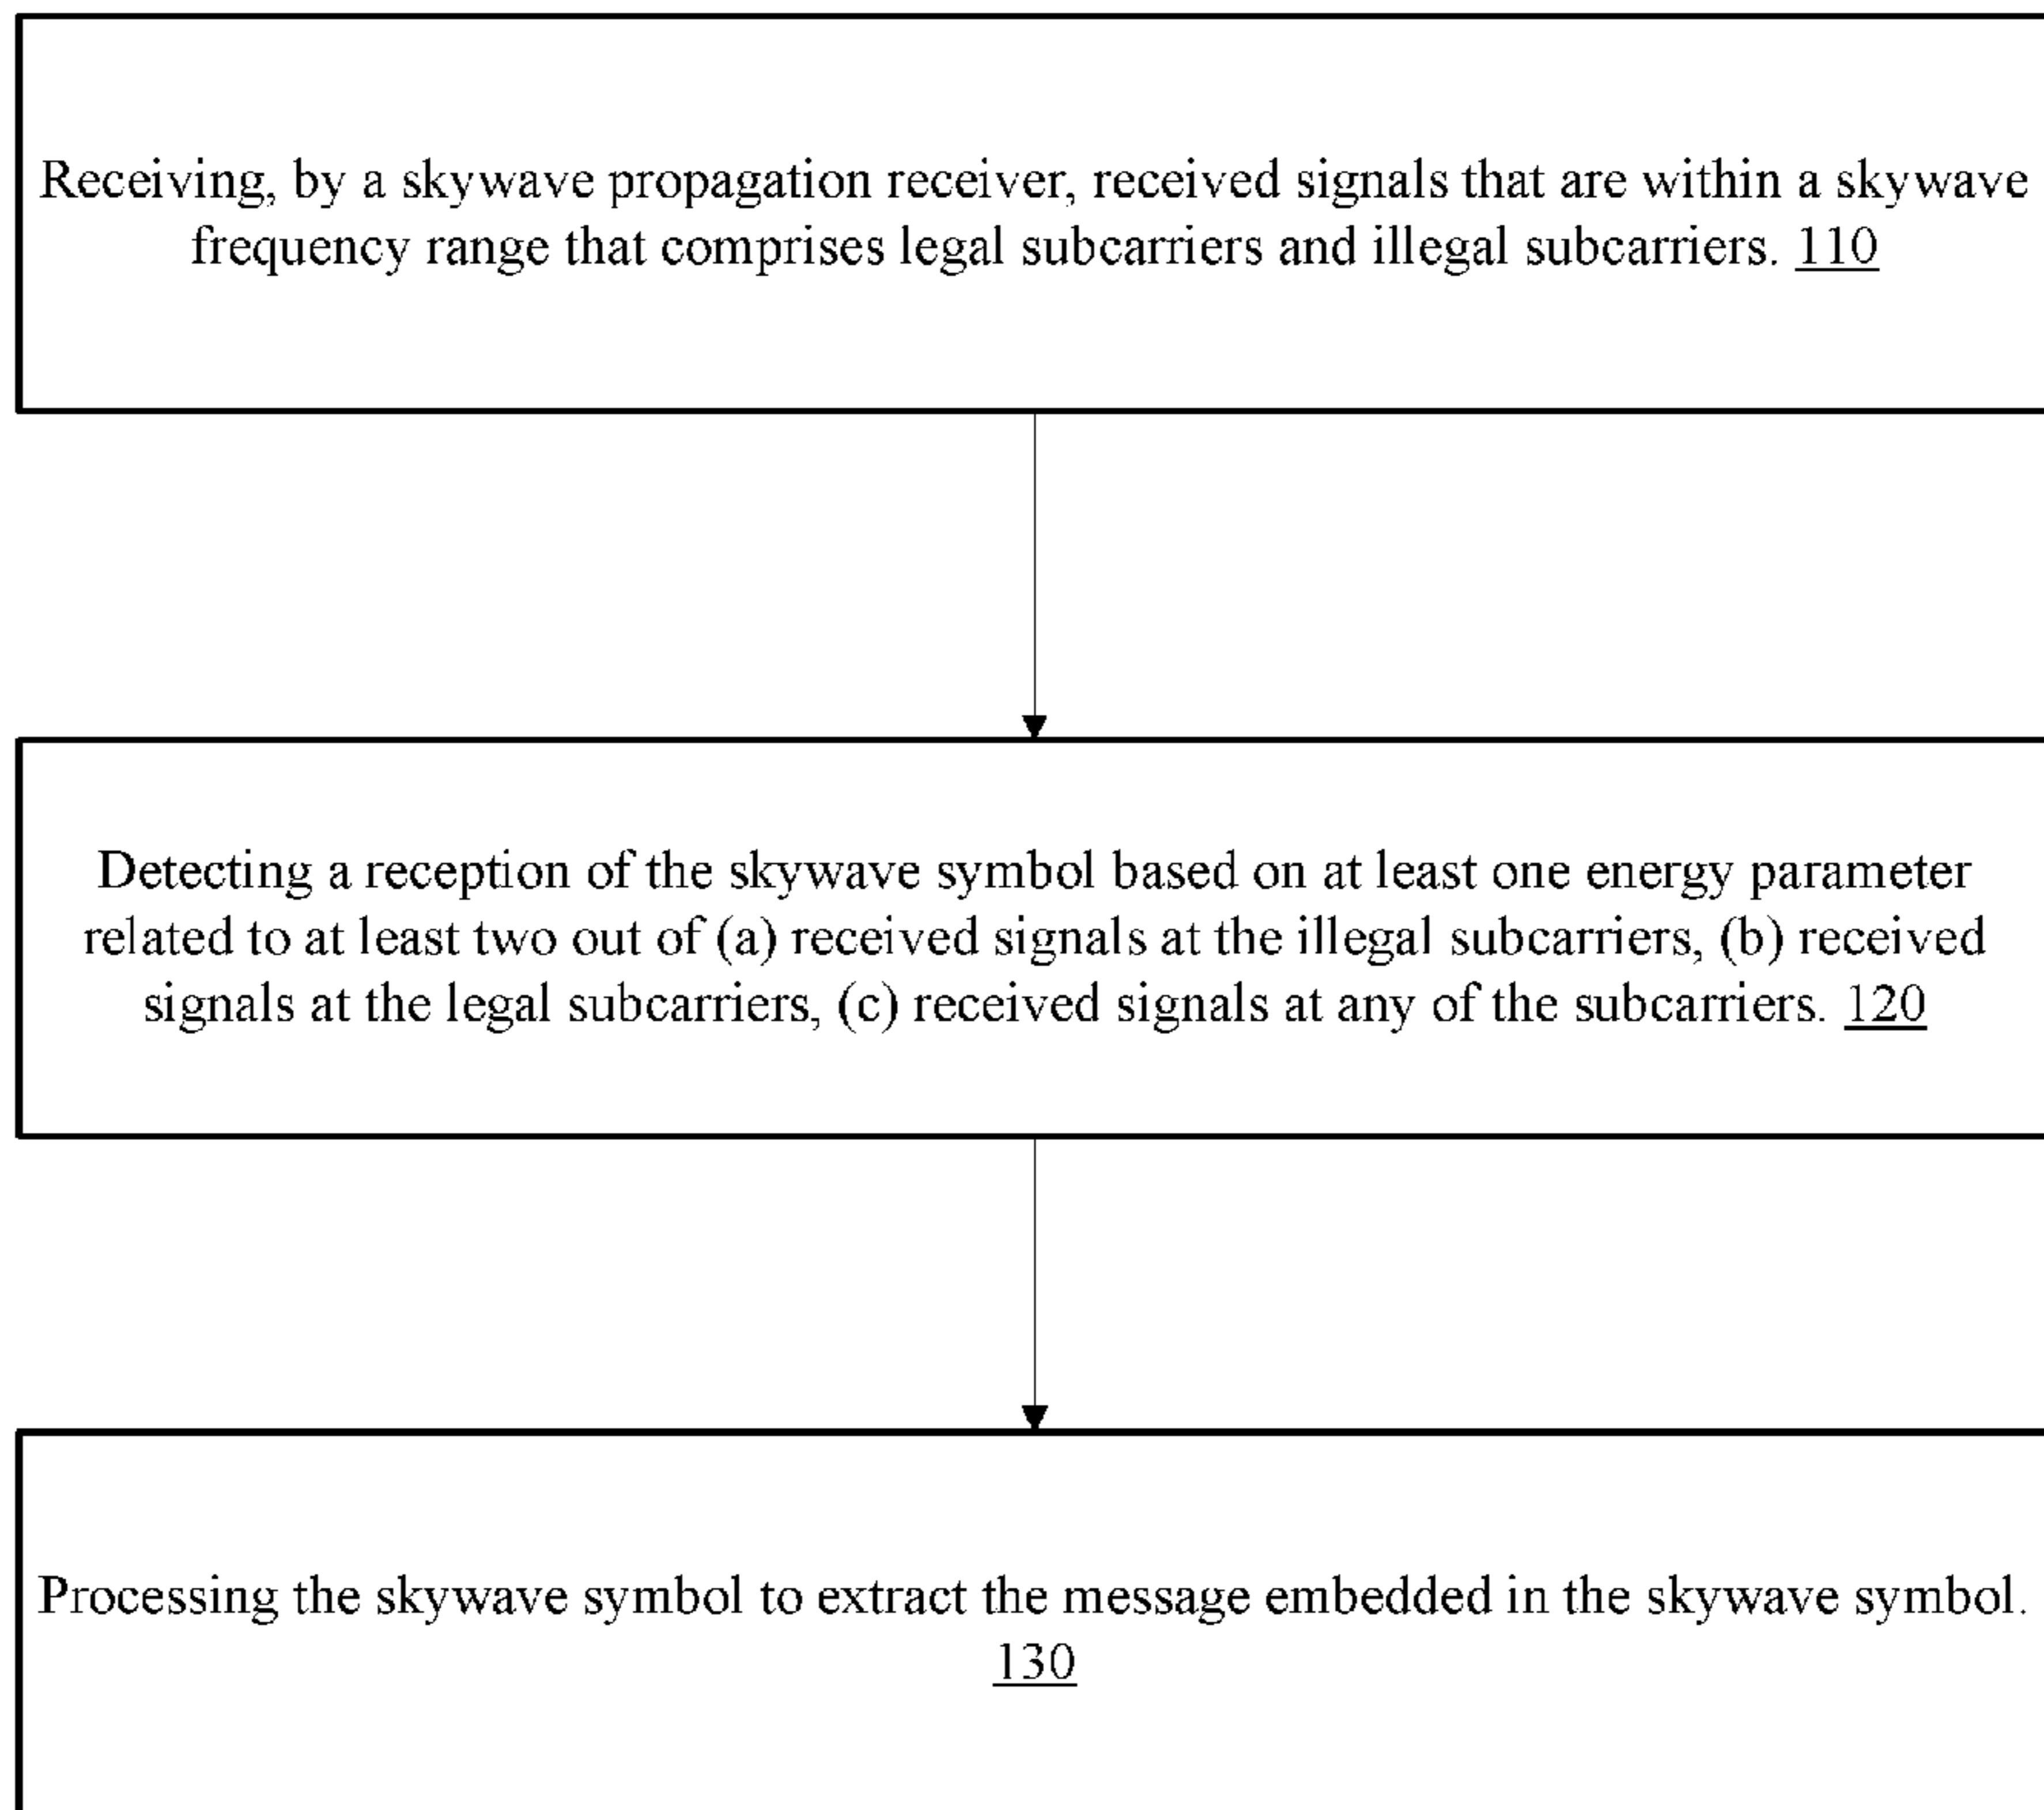 Receiving, by a skywave propagation receiver, received signals that are within a skywave
frequency range that comprises legal subcarriers and illegal subcarriers. 110
Detecting a reception of the skywave symbol based on at least one energy parameter
related to at least two out of (a) received signals at the illegal subcarriers, (b) received
signals at the legal subcarriers, (c) received signals at any of the subcarriers. 120
Processing the skywave symbol to extract the message embedded in the skywave symbol.
130